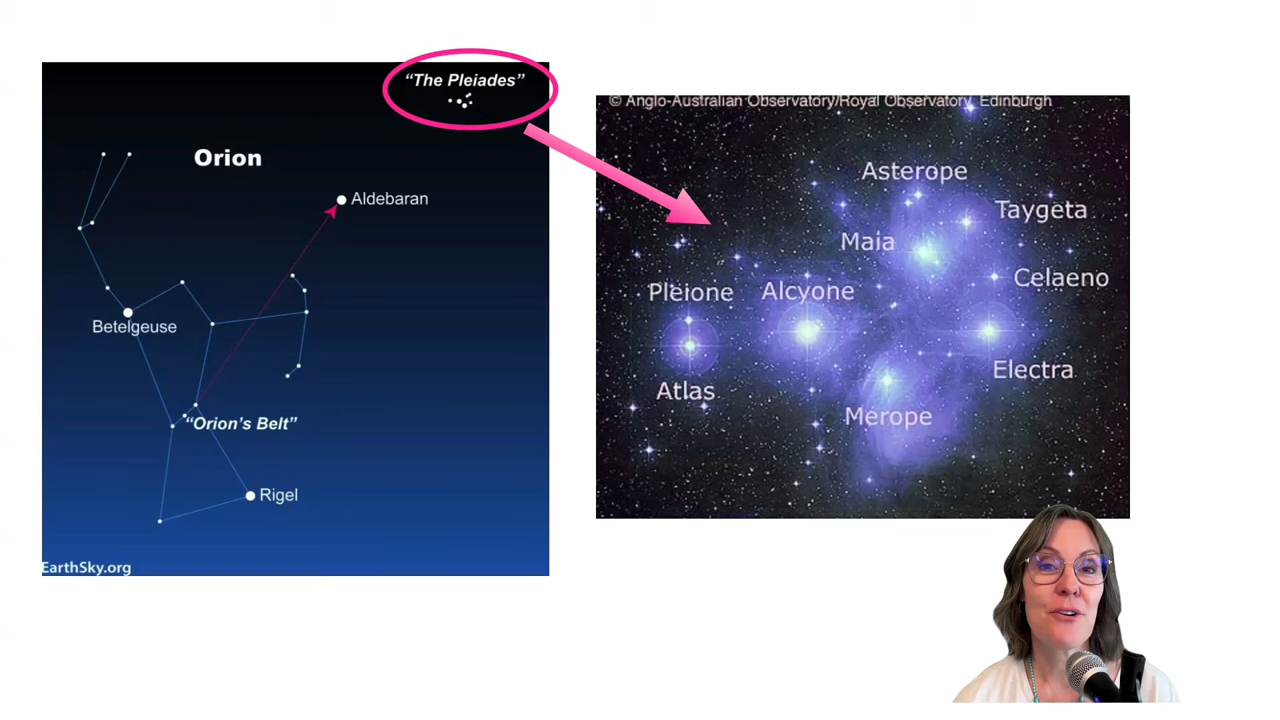 “The Pleiades”
Orion
Aldebaran
Betelgeuse
“Orion’s Belt”
Rigel
EarthSky.org
© Anglo-Australian Observatory/Royal Observatory, Edinburgh
Asterope
Taygeta
Maia
Celaeno
Pleione
Alcyone
Electra
Atlas
Merope